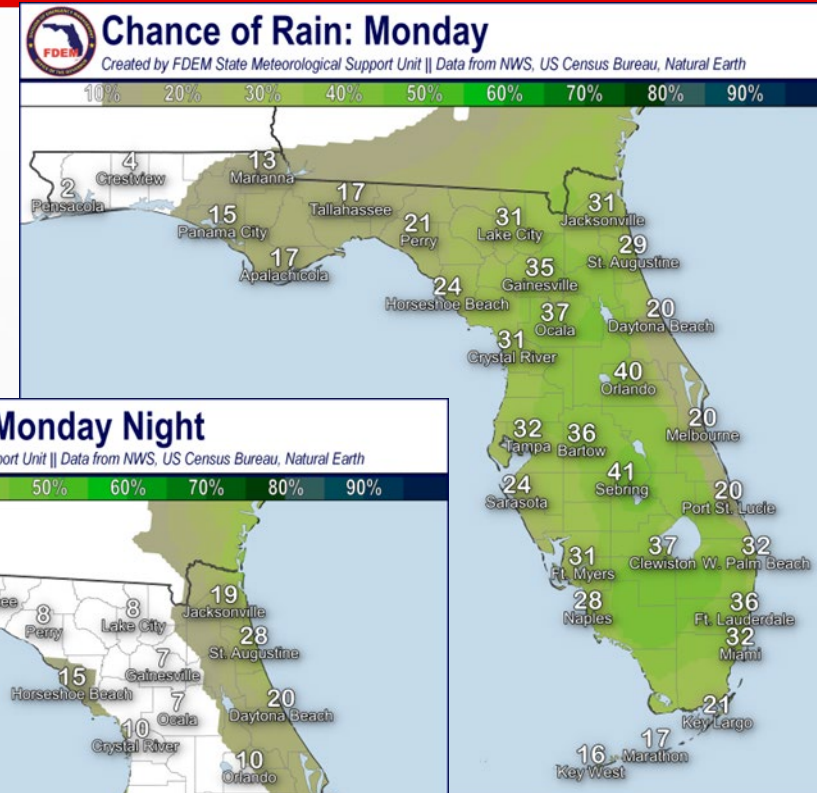 FDEM
Chance of Rain: Monday
Created by FDEM State Meteorological Support Unit || Data from NWS, US Census Bureau, Natural Earth
10% 20% 30% 40% 50% 60% 70% 80% 90%
4
Crestview
2
Pensacola
13
Marianna
15
Panama City
17
Tallahassee
17
Apalachicola
21
Perry
31
Lake City
31
Jacksonville
29
St. Augustine
35
Gainesville
24
Horseshoe Beach
37
Ocala
20
Daytona Beach
31
Crystal River
40
Orlando
32
Tampa
36
Bartow
20
Melbourne
41
Sebring
24
Sarasota
20
Port St. Lucie
31
Ft. Myers
37
Clewiston
32
W. Palm Beach
28
Naples
36
Ft. Lauderdale
32
Miami
21
Key Largo
17
Marathon
16
Key West
Monday Night
port Unit || Data from NWS, US Census Bureau, Natural Earth
50% 60% 70% 80% 90%
ee
8
Perry
8
Lake City
19
Jacksonville
28
St. Augustine
7
Gainesville
15
Horseshoe Beach
7
Ocala
20
Daytona Beach
10
Crystal River
10
Orlando